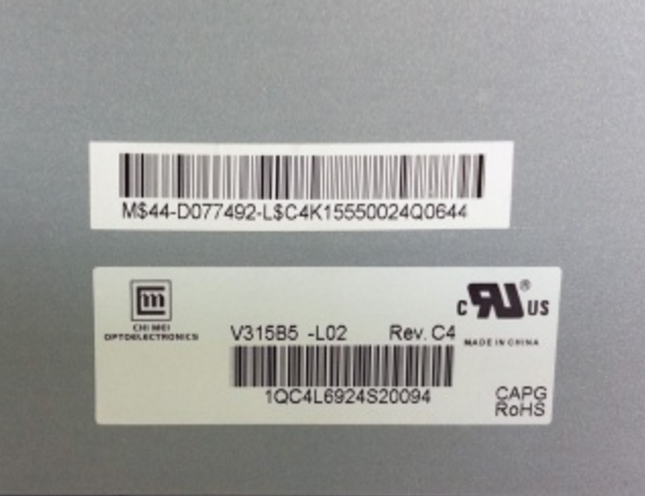 M$44-D077492-L$C4K15550024Q0644
CHI MEI
OPTOELECTRONICS
V315B5 -L02 Rev. C4
1QC4L6924S20094
c RU ® US
MADE IN CHINA
CAPG
RoHS